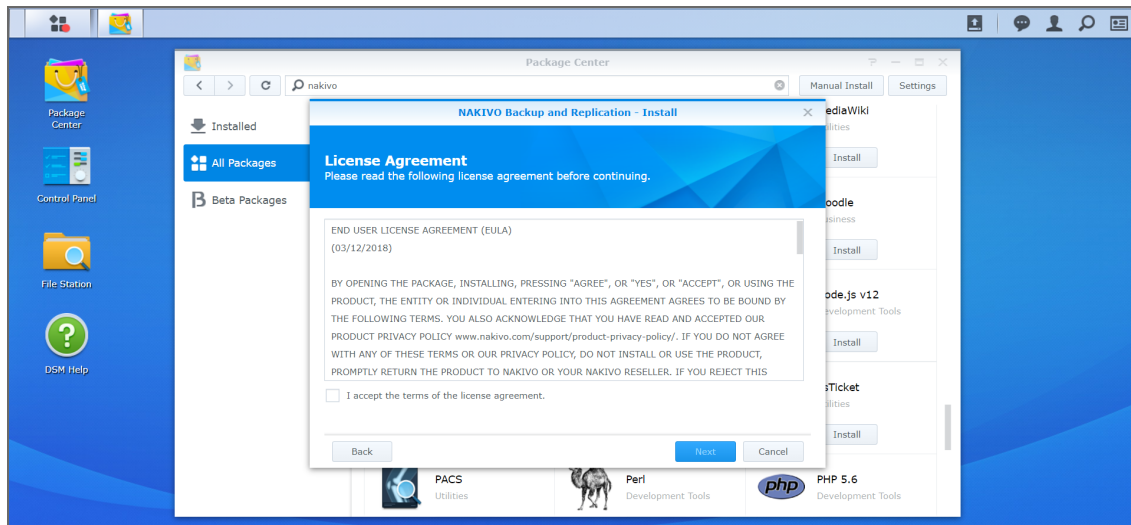 Package Center
Package
Center
Control Panel
File Station
DSM Help
nakivo
Manual Install
Settings
Installed
All Packages
Beta Packages
NAKIVO Backup and Replication - Install
License Agreement
Please read the following license agreement before continuing.
END USER LICENSE AGREEMENT (EULA)
(03/12/2018)
BY OPENING THE PACKAGE, INSTALLING, PRESSING "AGREE", OR "YES", OR "ACCEPT", OR USING THE
PRODUCT, THE ENTITY OR INDIVIDUAL ENTERING INTO THIS AGREEMENT AGREES TO BE BOUND BY
THE FOLLOWING TERMS. YOU ALSO ACKNOWLEDGE THAT YOU HAVE READ AND ACCEPTED OUR
PRODUCT PRIVACY POLICY www.nakivo.com/support/product-privacy-policy/. IF YOU DO NOT AGREE
WITH ANY OF THESE TERMS OR OUR PRIVACY POLICY, DO NOT INSTALL OR USE THE PRODUCT,
PROMPTLY RETURN THE PRODUCT TO NAKIVO OR YOUR NAKIVO RESELLER. IF YOU REJECT THIS
I accept the terms of the license agreement.
Back
Next
Cancel
ediaWiki
ilities
Install
oodle
usiness
Install
ode.js v12
evelopment Tools
Install
sTicket
ilities
Install
PACS
Utilities
Perl
Development Tools
php
PHP 5.6
Development Tools